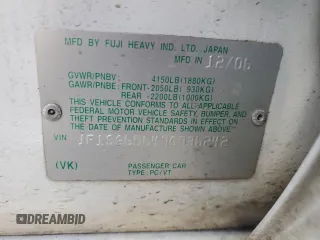 MFD BY FUJI HEAVY IND. LTD. JAPAN
MFD IN 12/06
GVWR/PNBV : 4150LB(1880KG)
GAWR/PNBE: FRONT-2050LB( 930KG)
REAR -2200LB(1000KG)
THIS VEHICLE CONFORMS TO ALL APPLICABLE
FEDERAL MOTOR VEHICLE SAFETY, BUMPER, AND
THEFT PREVENTION STANDARDS IN EFFECT ON THE
DATE OF MANUFACTURE SHOWN ABOVE.
VIN:
(VK)
PASSENGER CAR
TYPE: PC/VT
DREAMBID